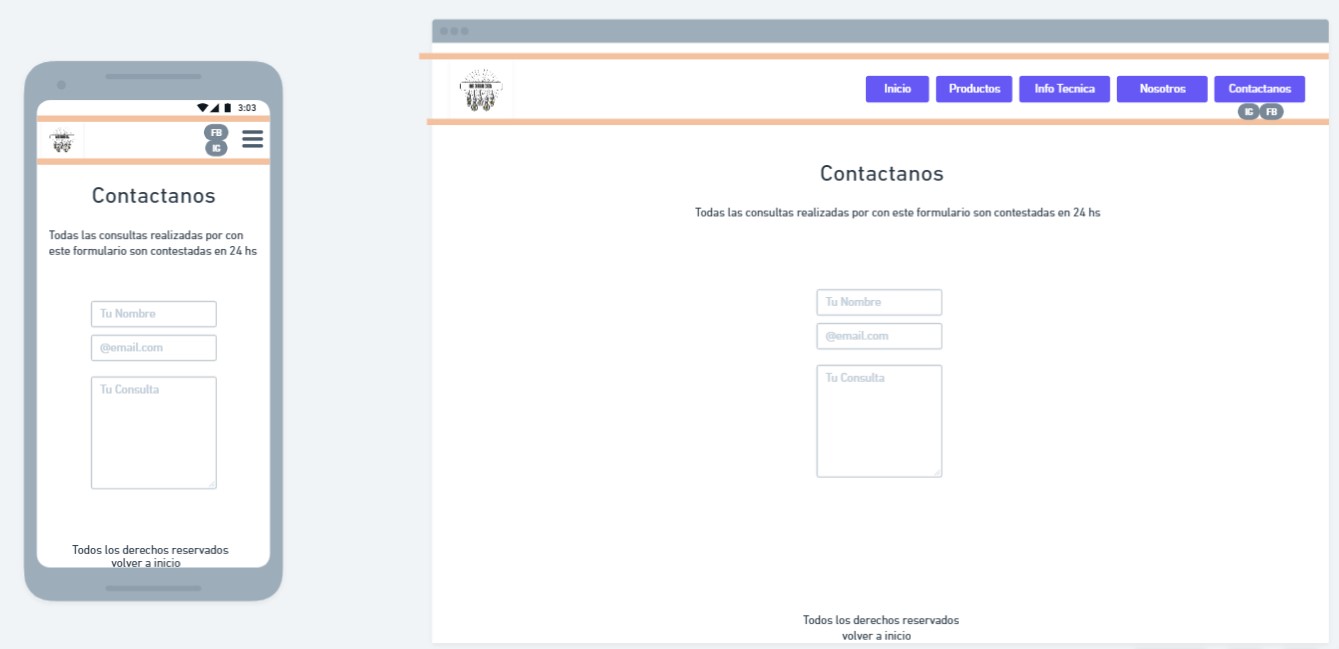 3:03
FB
IG
Contactanos
Todas las consultas realizadas por con
este formulario son contestadas en 24 hs
Tu Nombre
@email.com
Tu Consulta
Todos los derechos reservados
volver a inicio
Inicio
Productos
Info Tecnica
Nosotros
Contactanos
IG
FB
Contactanos
Todas las consultas realizadas por con este formulario son contestadas en 24 hs
Tu Nombre
@email.com
Tu Consulta
Todos los derechos reservados
volver a inicio